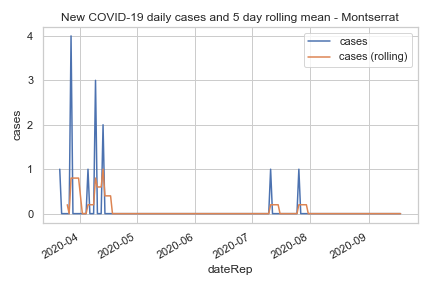 New COVID-19 daily cases and 5 day rolling mean - Montserrat
cases
cases (rolling)
4
3
2
1
0
cases
2020-04
2020-05
2020-06
2020-07
2020-08
2020-09
dateRep